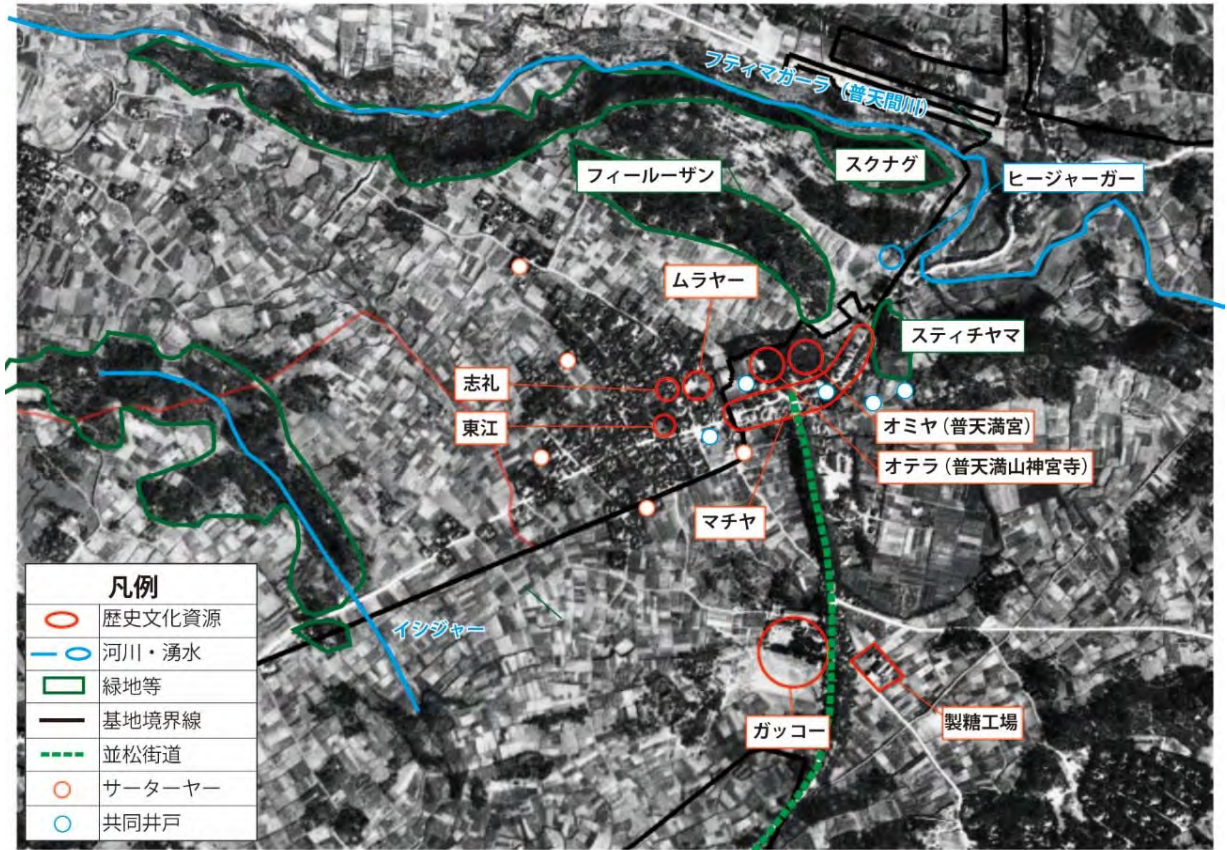 フティマガーラ（普天間川）
スクナグ
フィールーザン
ヒージャーガー
ムラヤー
スティチヤマ
志礼
東江
オミヤ（普天満宮）
オテラ（普天満山神宮寺）
マチヤ
イシジャー
ガッコー
製糖工場
凡例
歴史文化資源
河川・湧水
緑地等
基地境界線
並松街道
サーターヤー
共同井戸